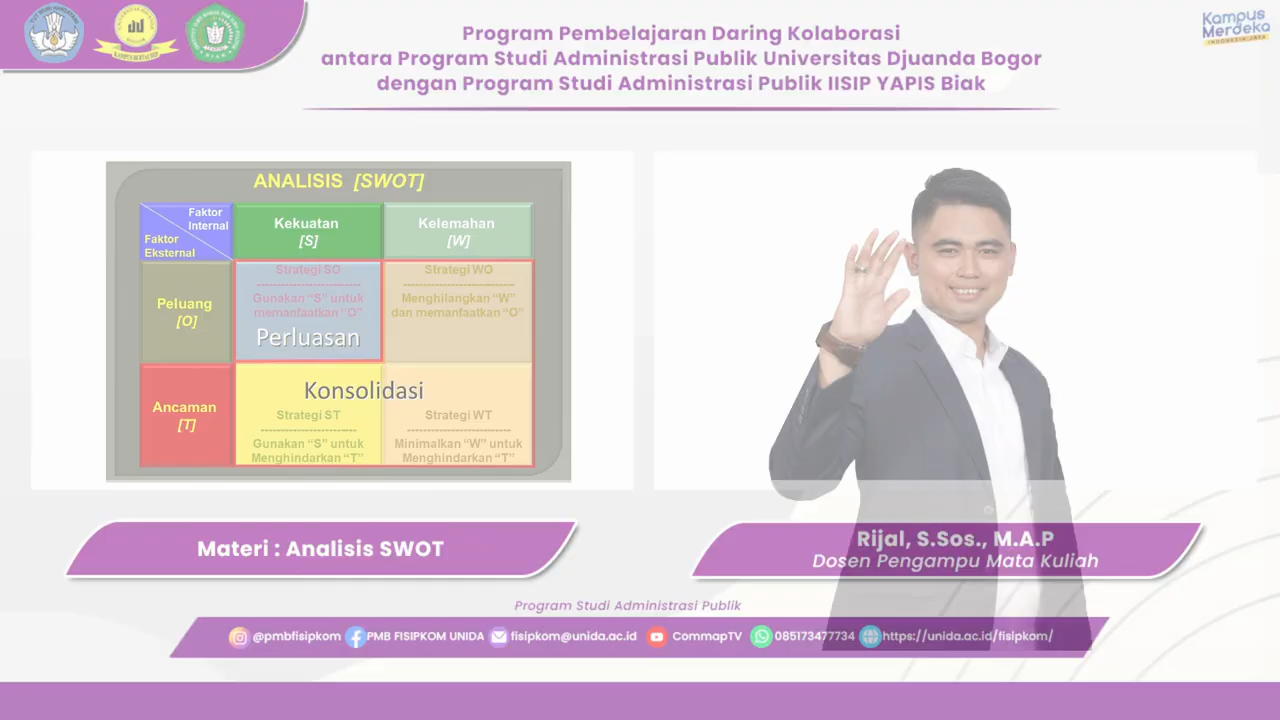 Program Pembelajaran Daring Kolaborasi
antara Program Studi Administrasi Publik Universitas Djuanda Bogor
dengan Program Studi Administrasi Publik IISIP YAPIS Biak
Kampus
Merdeka
INDONESIA JAYA
ANALISIS [SWOT]
Faktor
Internal
Faktor
Eksternal
Kekuatan
[S]
Kelemahan
[W]
Peluang
[O]
Strategi SO
------------------------
Gunakan “S” untuk
memanfaatkan “O”
Perluasan
Strategi WO
------------------------
Menghilangkan “W”
dan memanfaatkan “O”
Ancaman
[T]
Konsolidasi
Strategi ST
------------------------
Gunakan “S” untuk
Menghindarkan “T”
Strategi WT
------------------------
Minimalkan “W” untuk
Menghindarkan “T”
Materi : Analisis SWOT
Rijal, S.Sos., M.A.P
Dosen Pengampu Mata Kuliah
Program Studi Administrasi Publik
@pmbfisipkom PMB FISIPKOM UNIDA fisipkom@unida.ac.id CommapTV 085173477734 https://unida.ac.id/fisipkom/